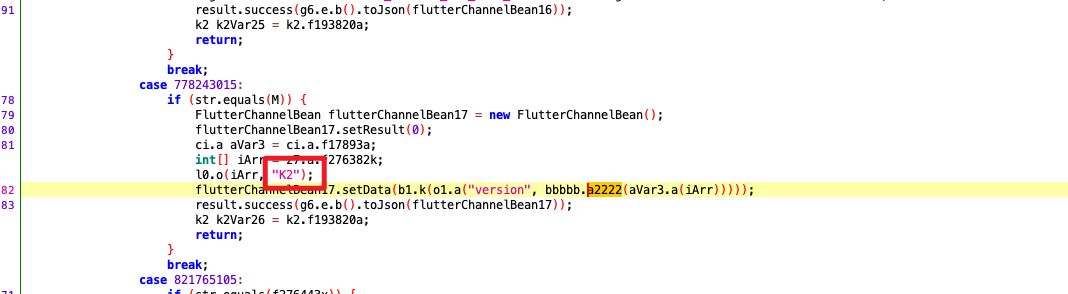 91 result.success(g6.e.b().toJson(flutterChannelBean16));
k2 k2Var25 = k2.f193820a;
return;
}
break;
case 778243015:
78 if (str.equals(M)) {
79 FlutterChannelBean flutterChannelBean17 = new FlutterChannelBean();
80 flutterChannelBean17.setResult(0);
81 ci.a aVar3 = ci.a.f17893a;
int[] iArr = z7.a.f276382k;
l0.o(iArr, "K2");
82 flutterChannelBean17.setData(b1.k(o1.a("version", bbbbb.a2222(aVar3.a(iArr)))));
83 result.success(g6.e.b().toJson(flutterChannelBean17));
k2 k2Var26 = k2.f193820a;
return;
}
break;
case 821765105:
71 if (str.equals(f276443x)) {